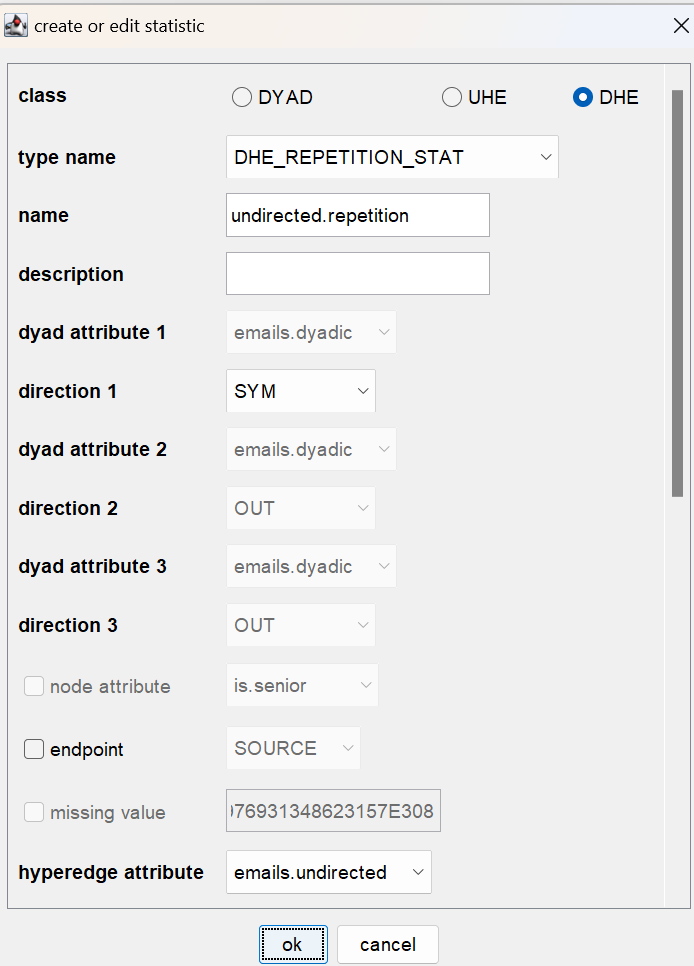 create or edit statistic
class DYAD UHE DHE
type name DHE_REPETITION_STAT
name undirected.repetition
description
dyad attribute 1 emails.dyadic
direction 1 SYM
dyad attribute 2 emails.dyadic
direction 2 OUT
dyad attribute 3 emails.dyadic
direction 3 OUT
node attribute is.senior
endpoint SOURCE
missing value 976931348623157E308
hyperedge attribute emails.undirected
ok cancel